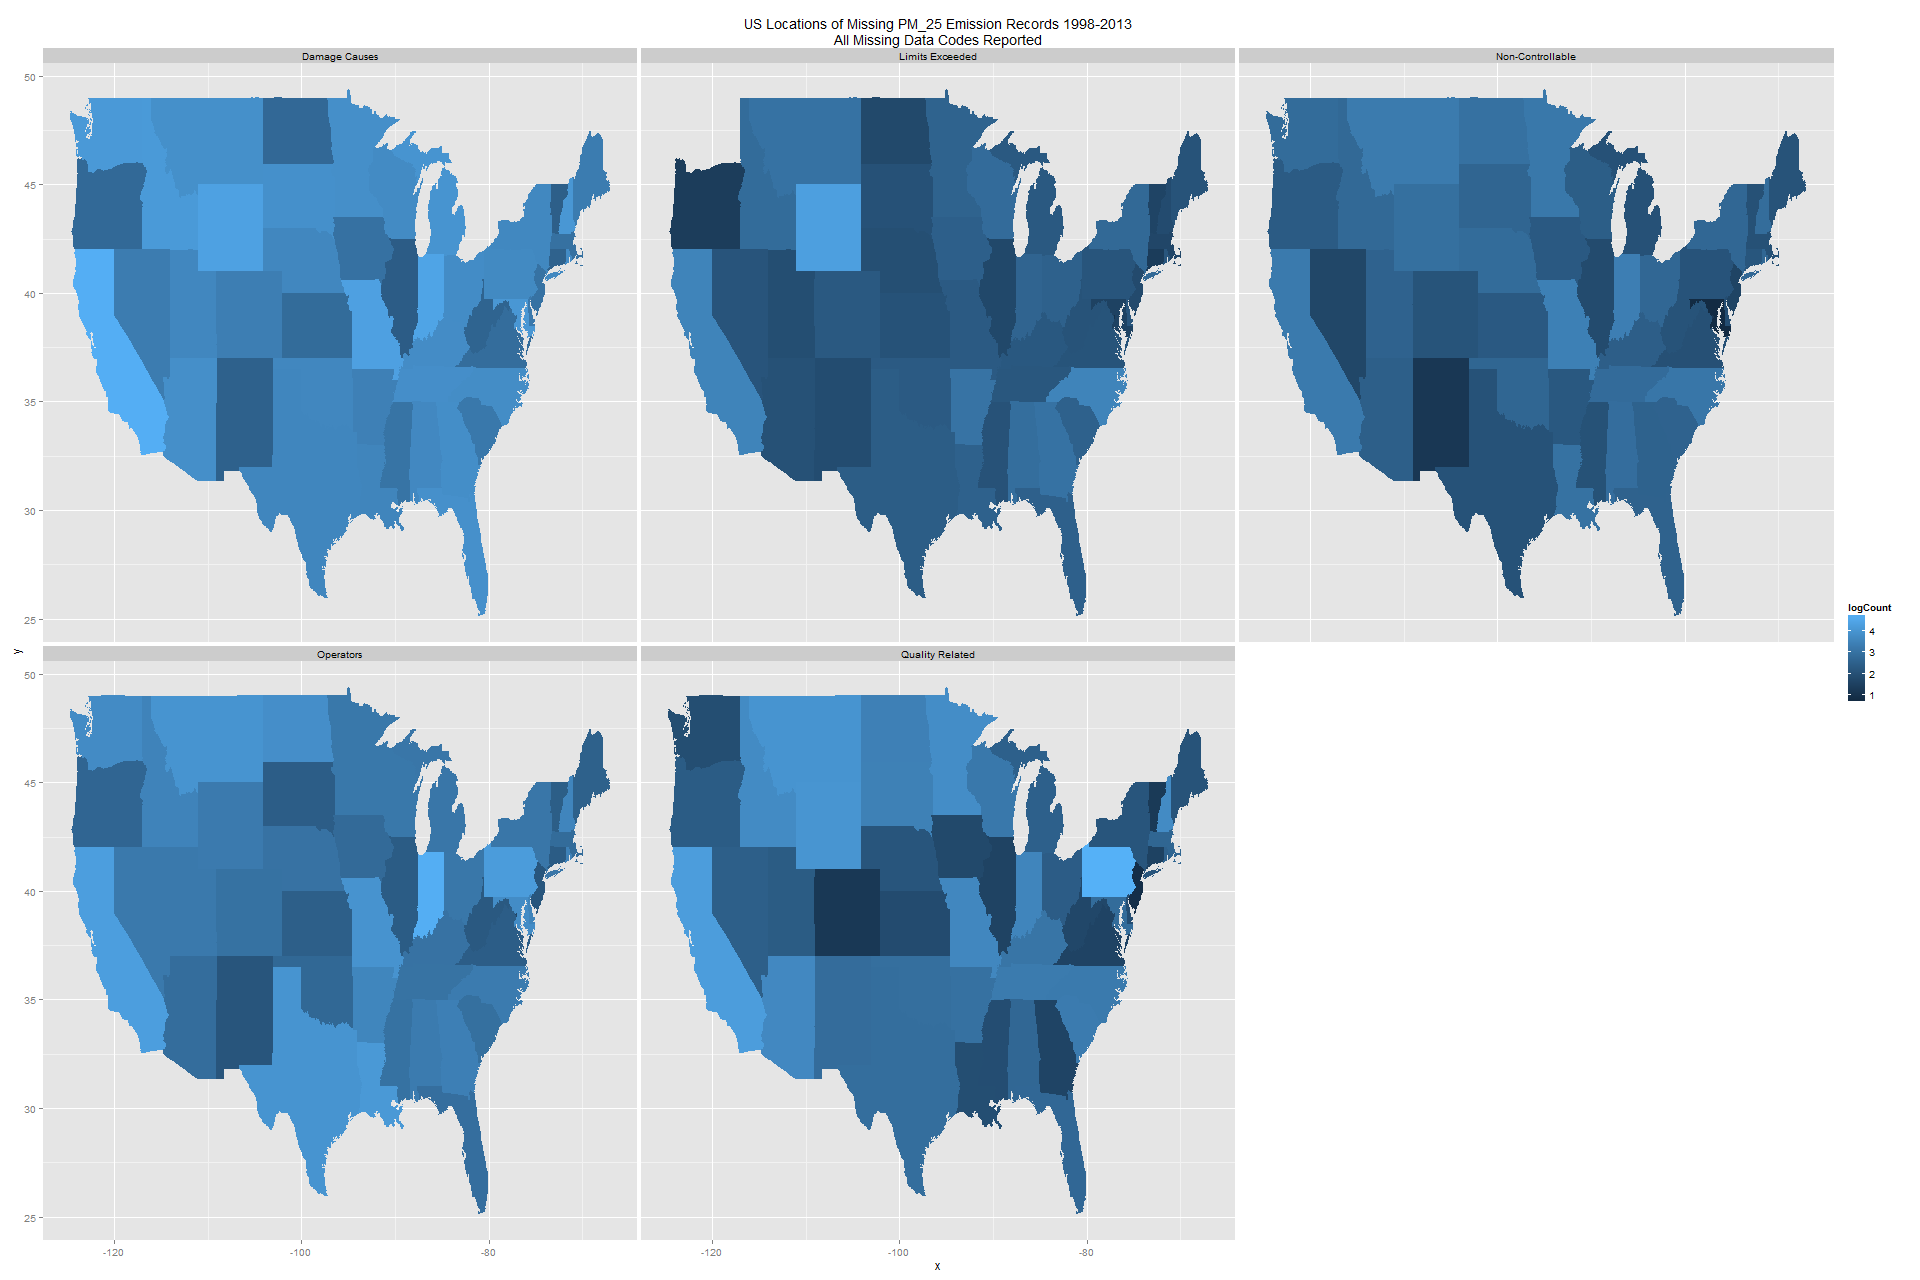 US Locations of Missing PM_25 Emission Records 1998-2013
All Missing Data Codes Reported
Damage Causes
Limits Exceeded
Non-Controllable
50
45
40
35
30
25
y
logCount
4
3
2
1
Operators
Quality Related
50
45
40
35
30
25
-120
-100
-80
-120
-100
-80
x